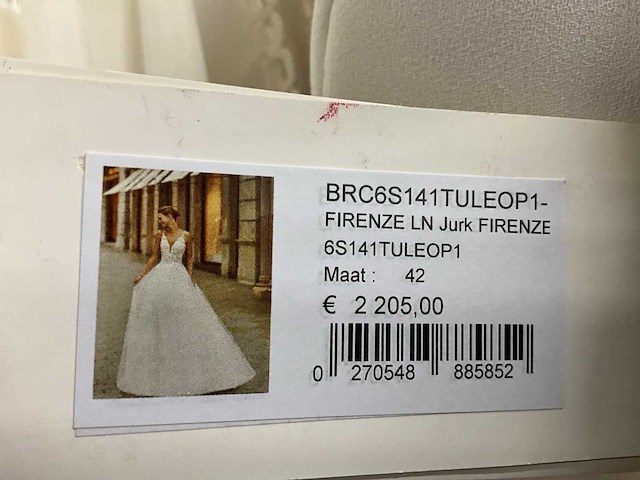 BRC6S141TULEOP1-
FIRENZE LN Jurk FIRENZE
6S141TULEOP1
Maat : 42
€ 2 205,00
0 270548 885852